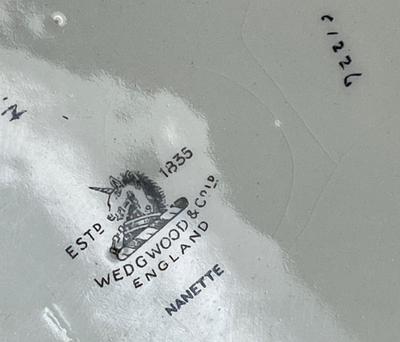 C1226
N
ESTD 1835
WEDGWOOD & CO LD
ENGLAND
NANETTE